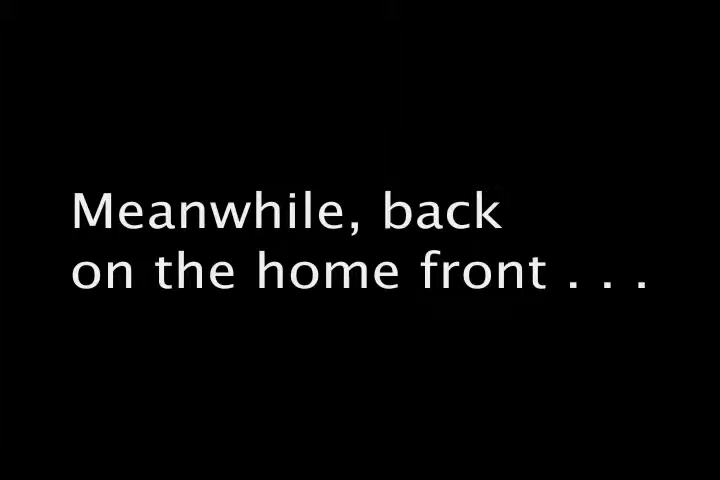 Meanwhile, back
on the home front . . .